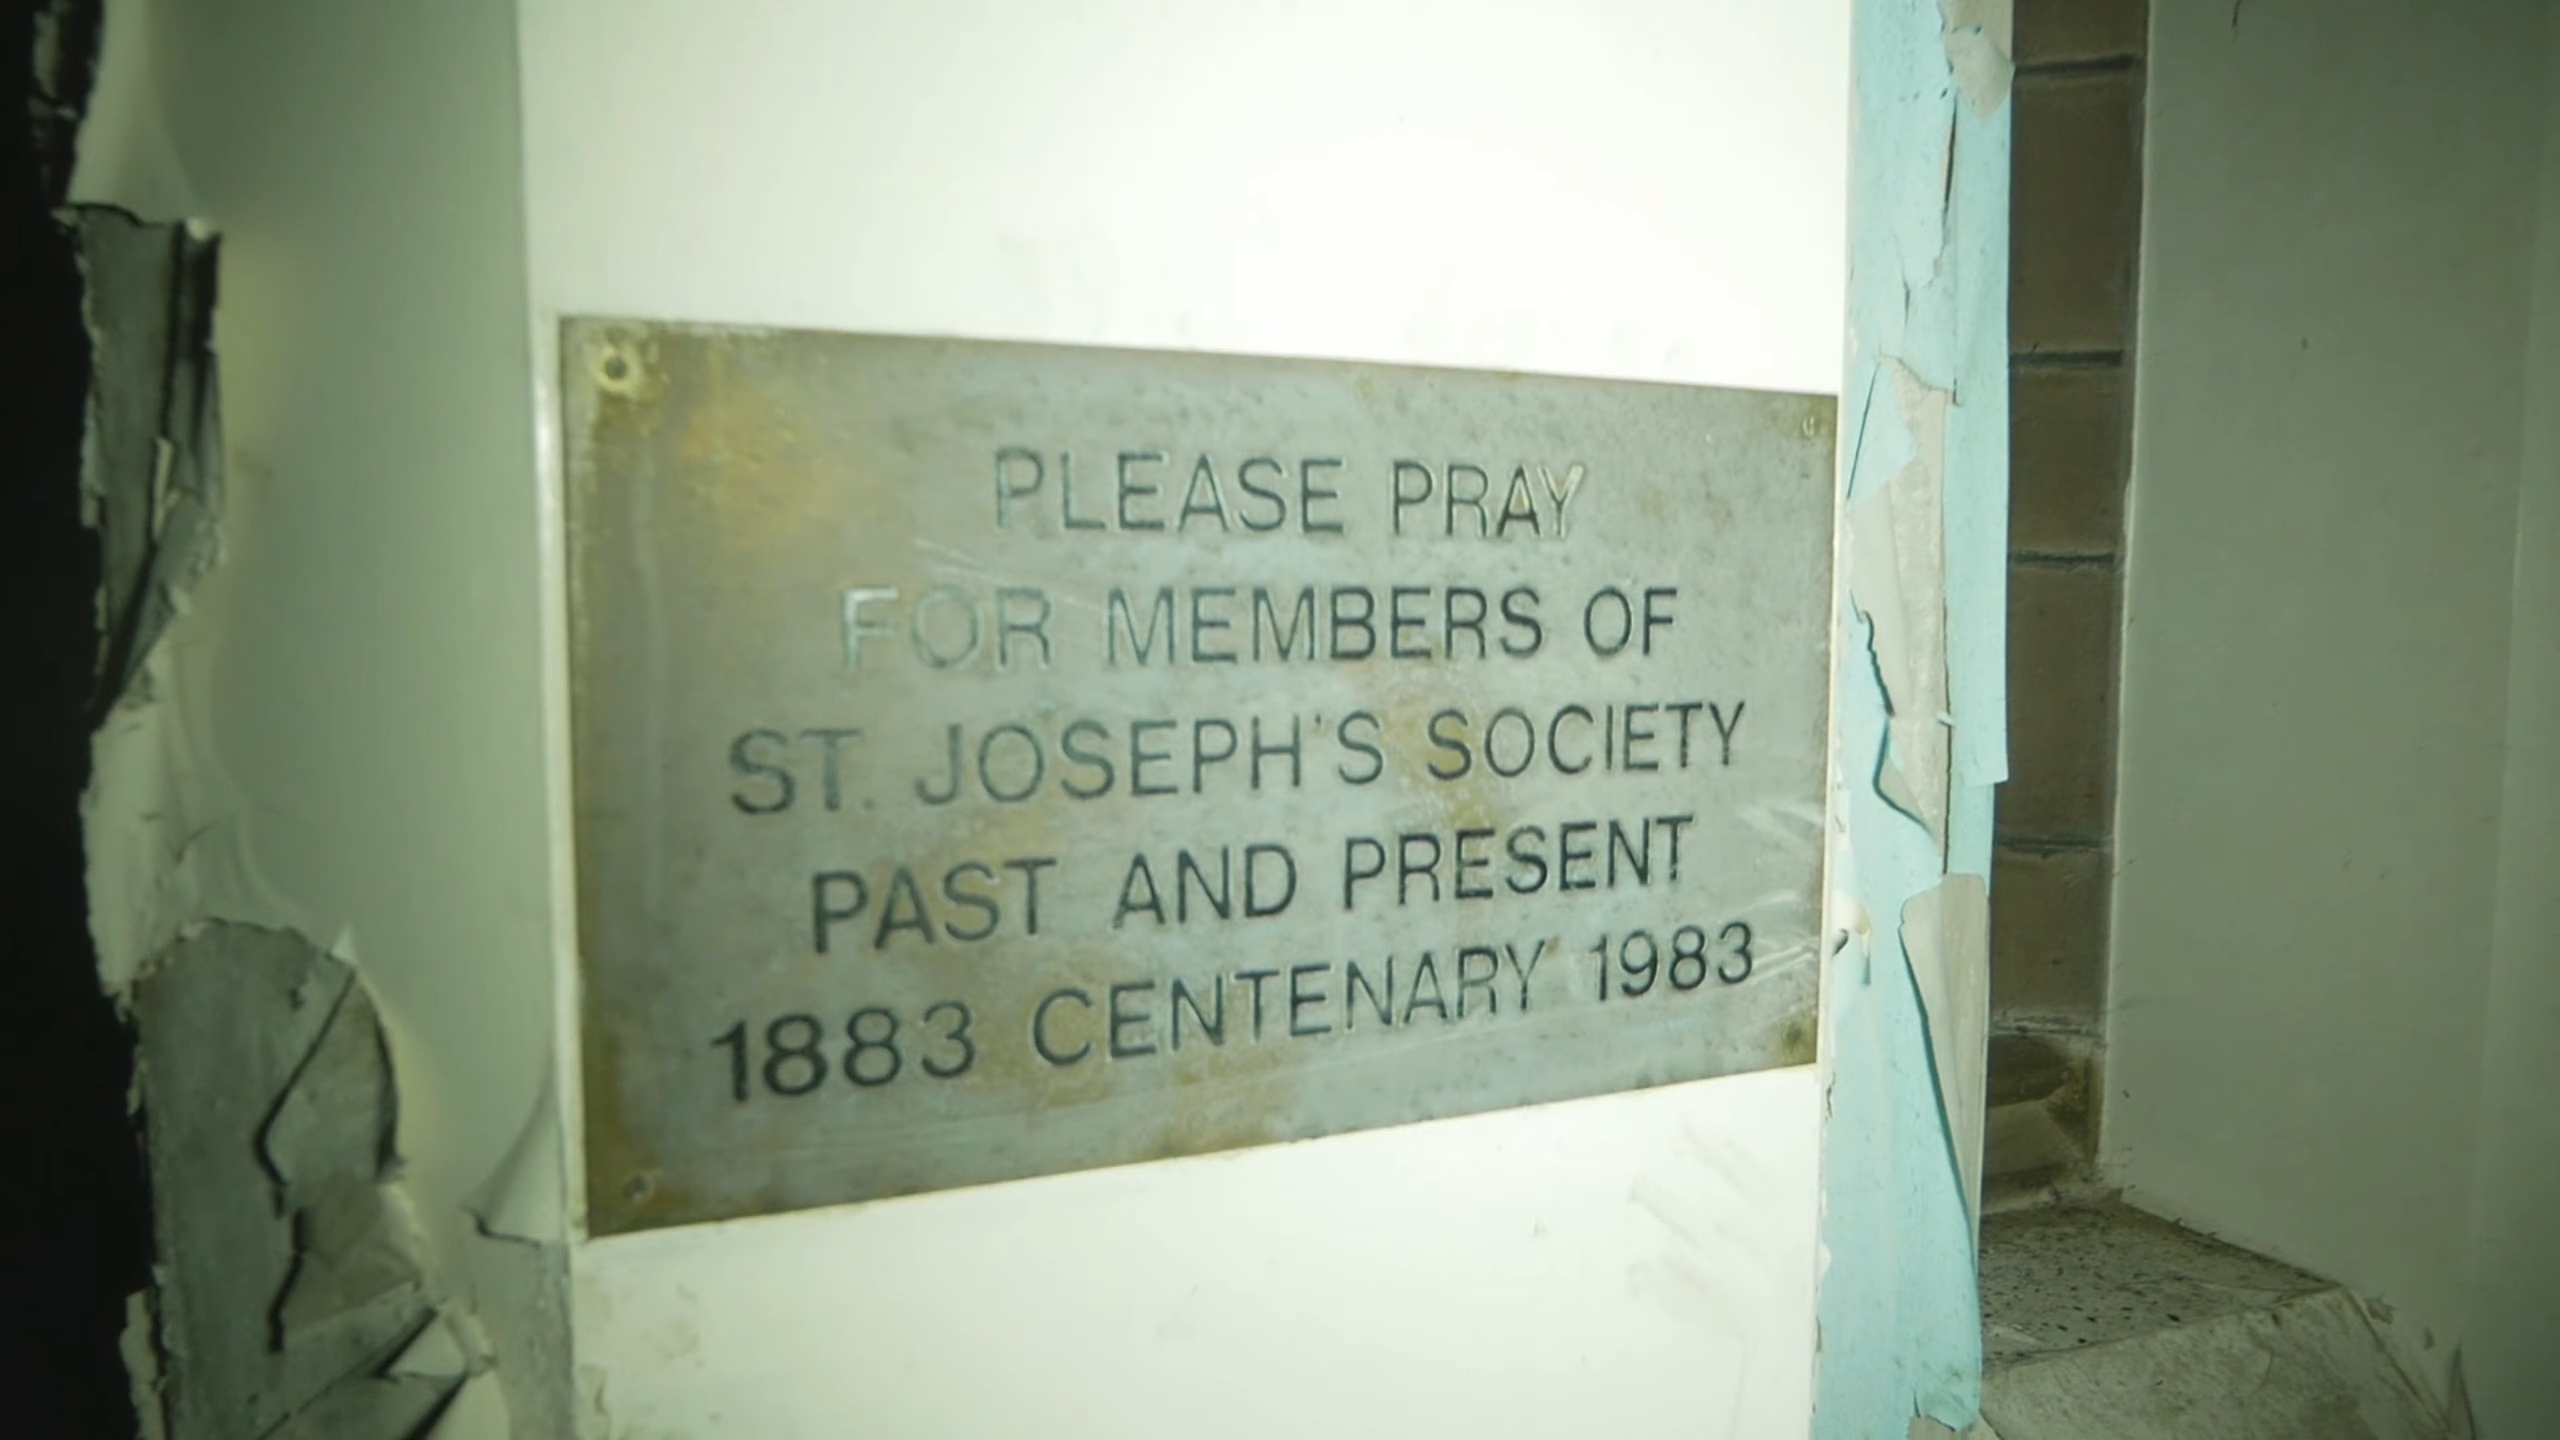 PLEASE PRAY
FOR MEMBERS OF
ST. JOSEPH'S SOCIETY
PAST AND PRESENT
1883 CENTENARY 1983